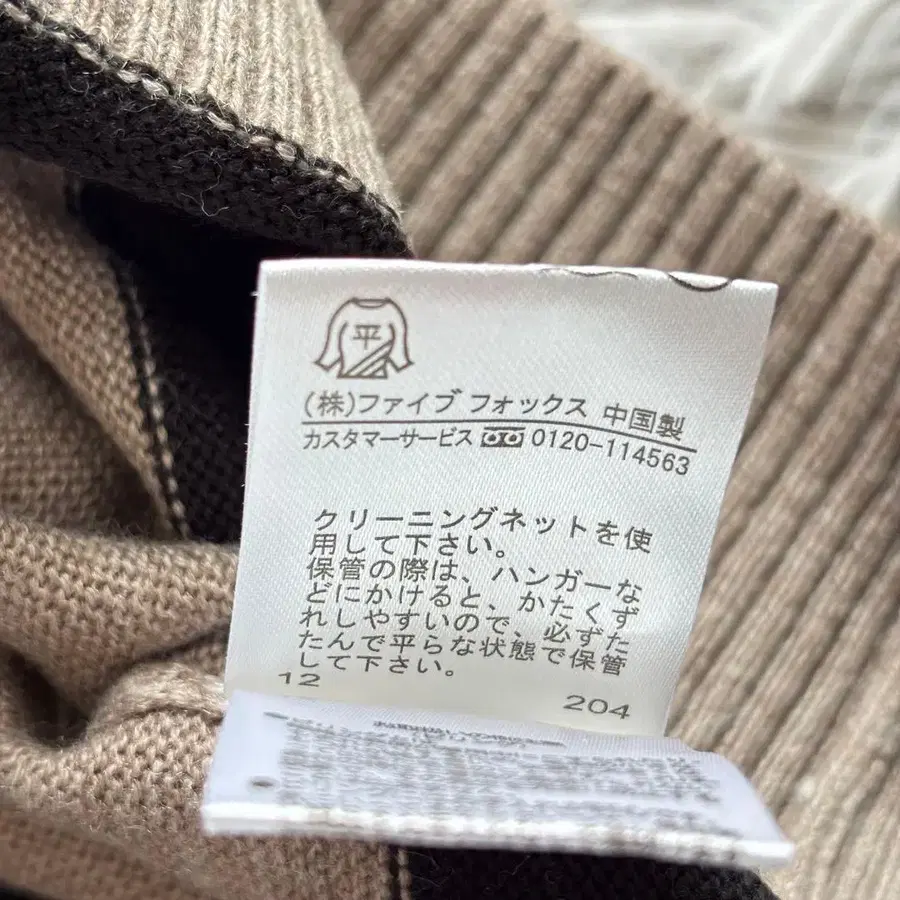 平
(株)ファイブ フォックス 中国製
カスタマーサービス 0120-114563
クリーニングネットを使
用して下さい。
保管の際は、ハンガーな
どにかけると、かたくず
れしやすいので、必ずた
たんで平らな状態で保管
して下さい。
12 204